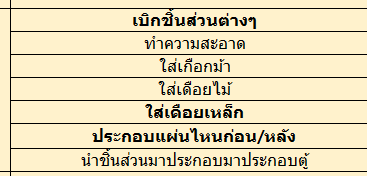 เบิกชิ้นส่วนต่างๆ
ทำความสะอาด
ใส่เกือกม้า
ใส่เดือยไม้
ใส่เดือยเหล็ก
ประกอบแผ่นไหนก่อน/หลัง
นำชิ้นส่วนมาประกอบมาประกอบตู้